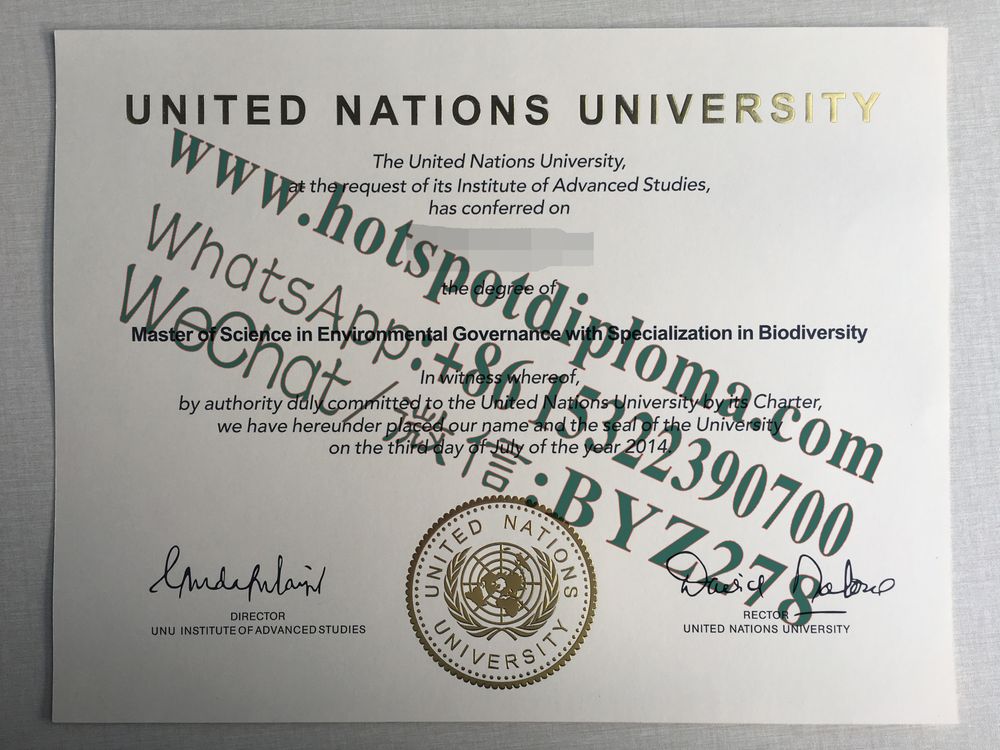 UNITED NATIONS UNIVERSITY
The United Nations University,
at the request of its Institute of Advanced Studies,
has conferred on
the degree of
Master of Science in Environmental Governance with Specialization in Biodiversity
In witness whereof,
by authority duly committed to the United Nations University by its Charter,
we have hereunder placed our name and the seal of the University
on the third day of July of the year 2014.
www.hotspotdiploma.com
WhatsApp:+86 15322390700
WeChat/微信:BYZ278
UNITED NATIONS
UNIVERSITY
David Malone
DIRECTOR
UNU INSTITUTE OF ADVANCED STUDIES
RECTOR
UNITED NATIONS UNIVERSITY